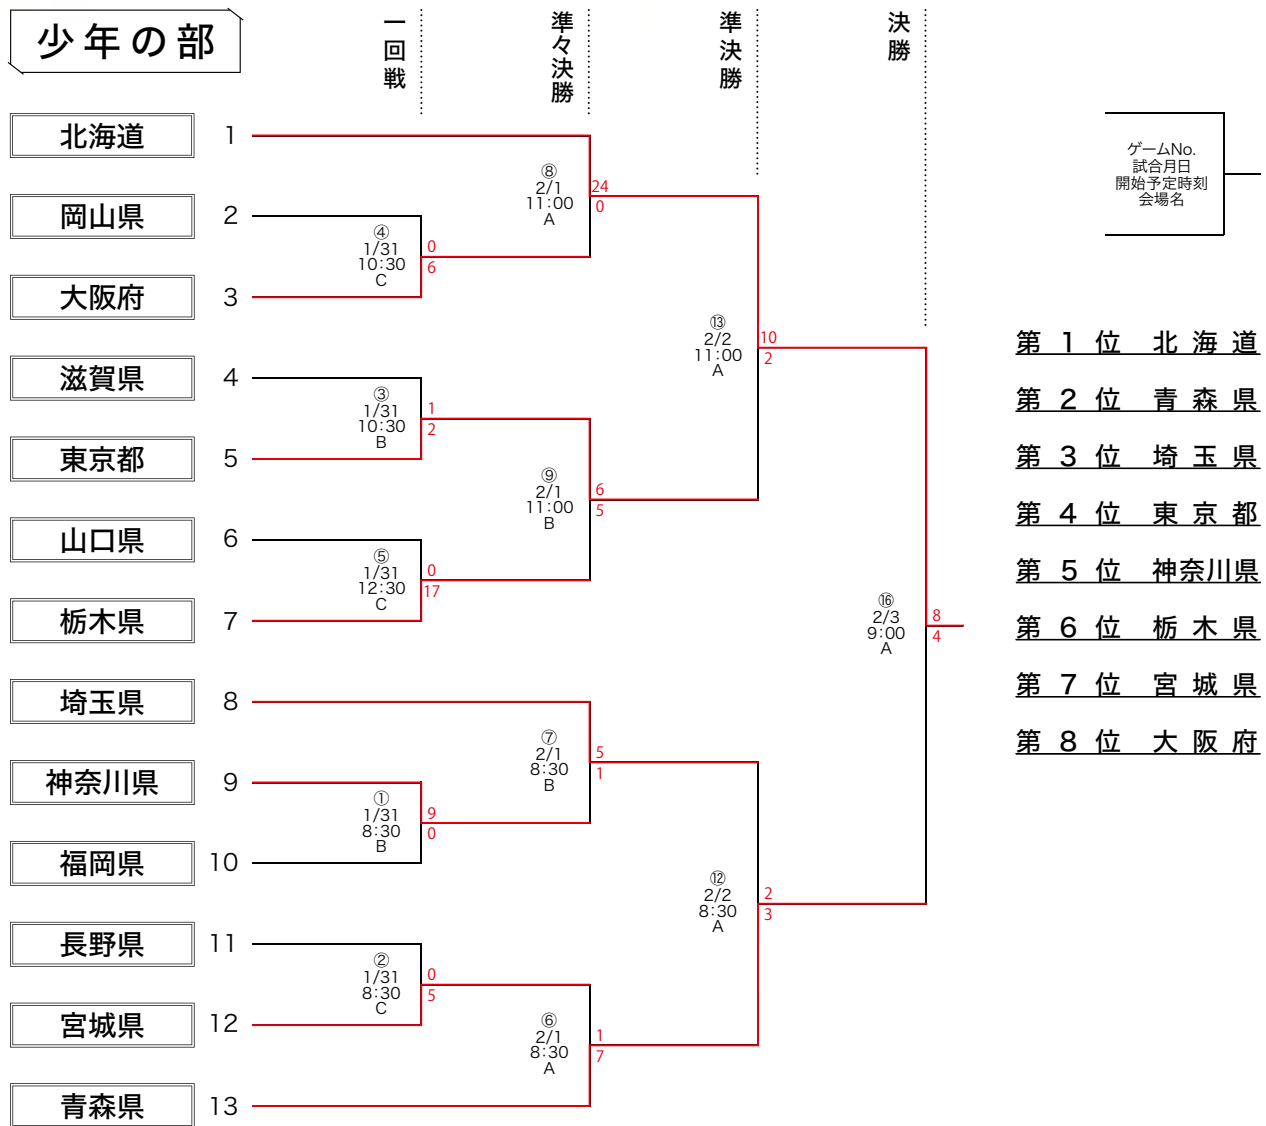 少年の部
一回戦
準々決勝
準決勝
決勝
北海道 1
岡山県 2
大阪府 3
滋賀県 4
東京都 5
山口県 6
栃木県 7
埼玉県 8
神奈川県 9
福岡県 10
長野県 11
宮城県 12
青森県 13
④
1/31
10:30
C
0
6
③
1/31
10:30
B
1
2
⑤
1/31
12:30
C
0
17
①
1/31
8:30
B
9
0
②
1/31
8:30
C
0
5
⑧
2/1
11:00
A
24
0
⑨
2/1
11:00
B
6
5
⑦
2/1
8:30
B
5
1
⑥
2/1
8:30
A
1
7
⑬
2/2
11:00
A
10
2
⑫
2/2
8:30
A
2
3
⑯
2/3
9:00
A
8
4
ゲームNo.
試合月日
開始予定時刻
会場名
第1位 北海道
第2位 青森県
第3位 埼玉県
第4位 東京都
第5位 神奈川県
第6位 栃木県
第7位 宮城県
第8位 大阪府